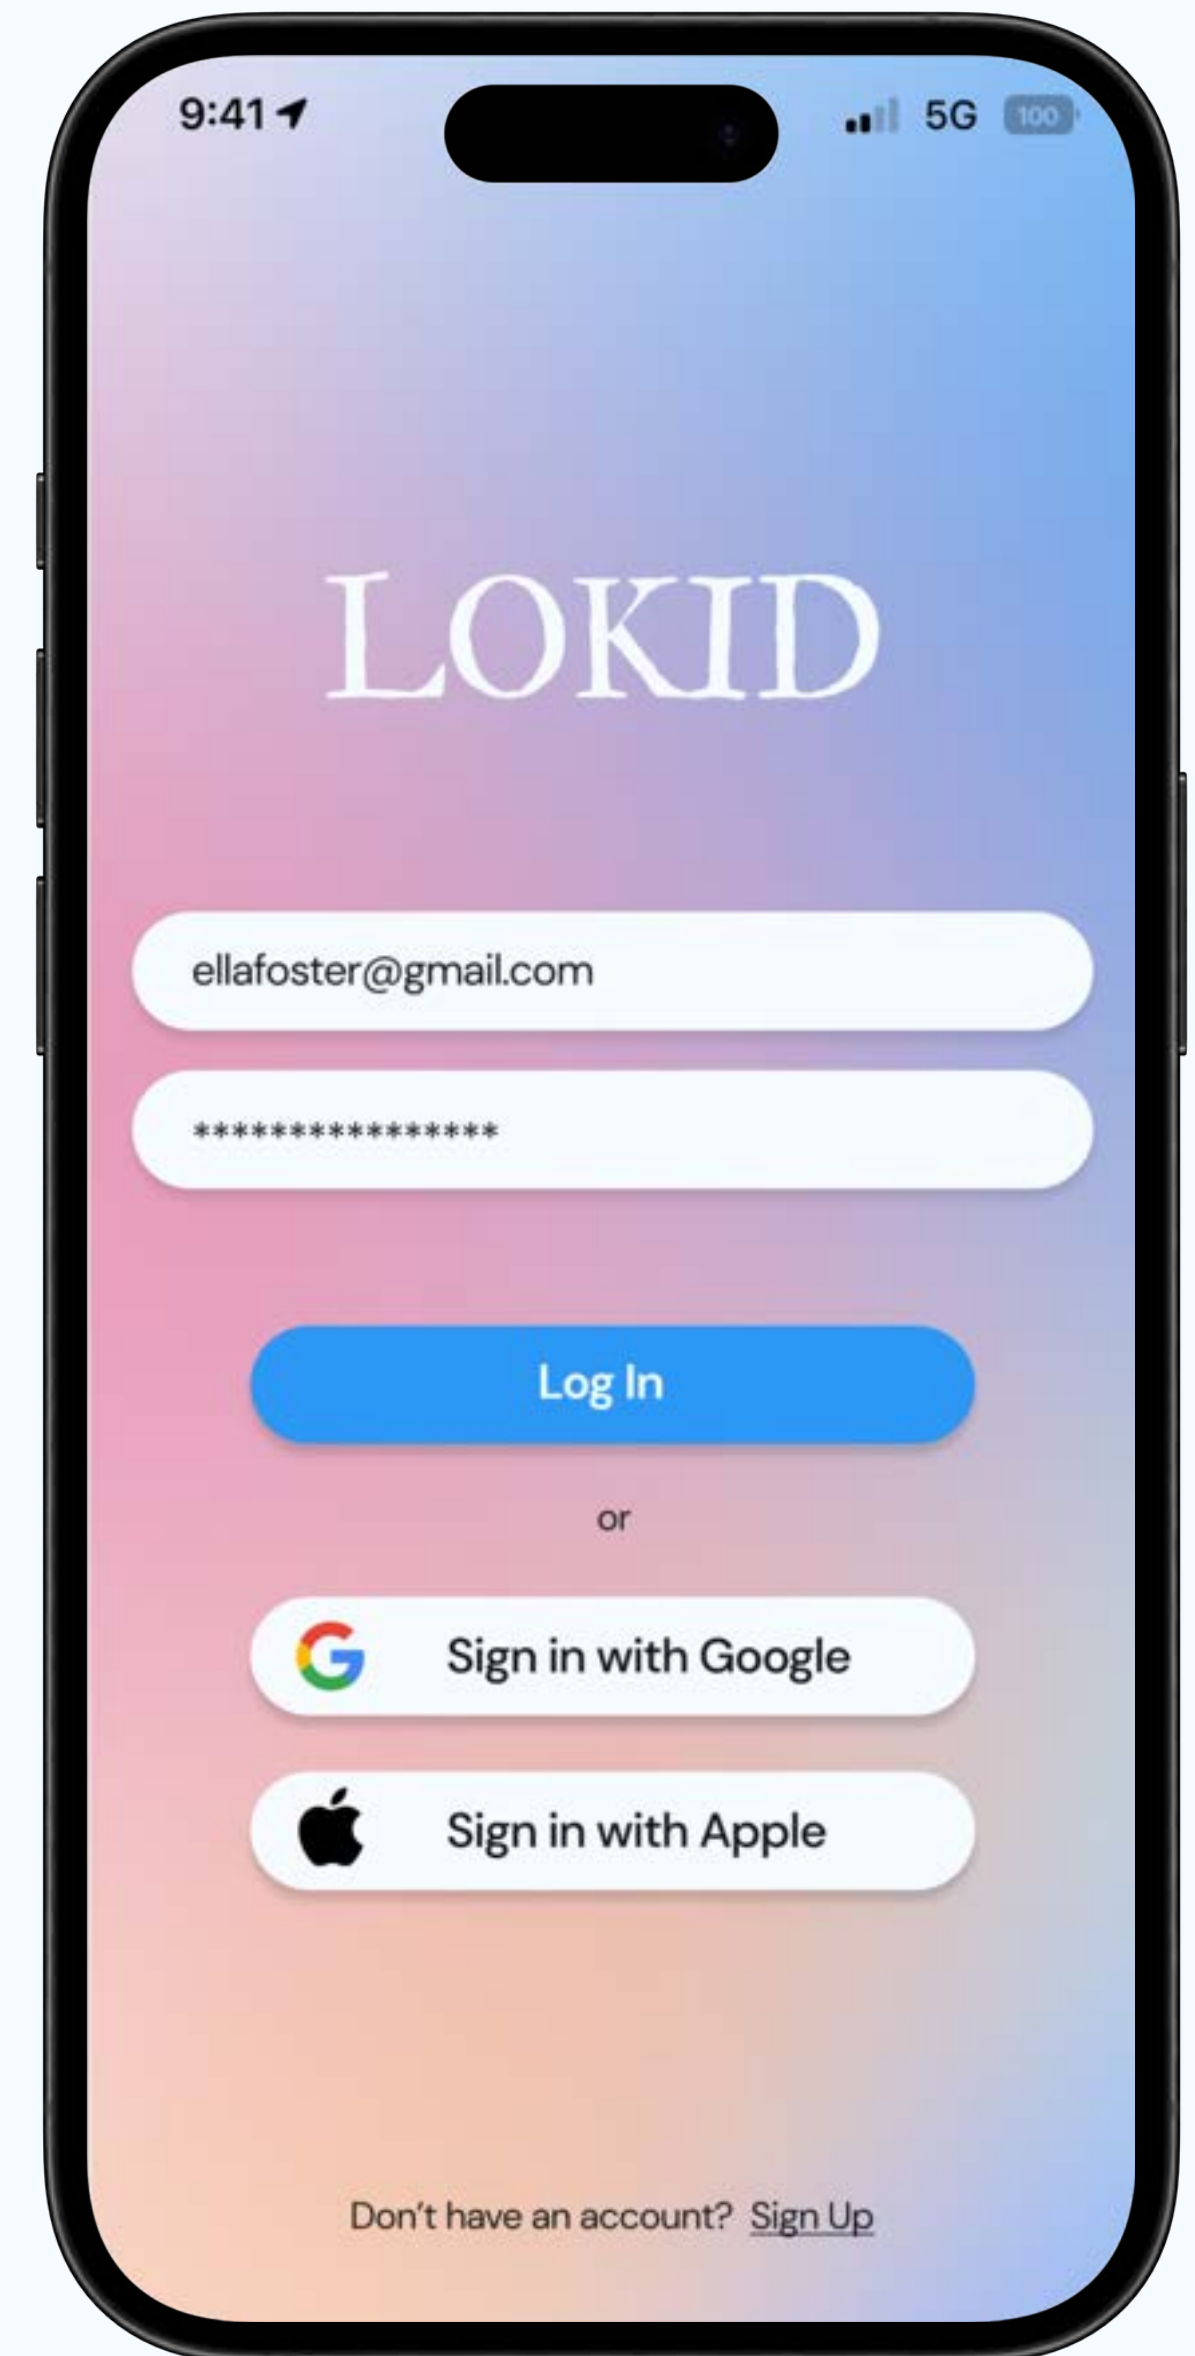 9:41 5G 100
LOKID
ellafoster@gmail.com
****************
Log In
or
Sign in with Google
Sign in with Apple
Don't have an account? Sign Up